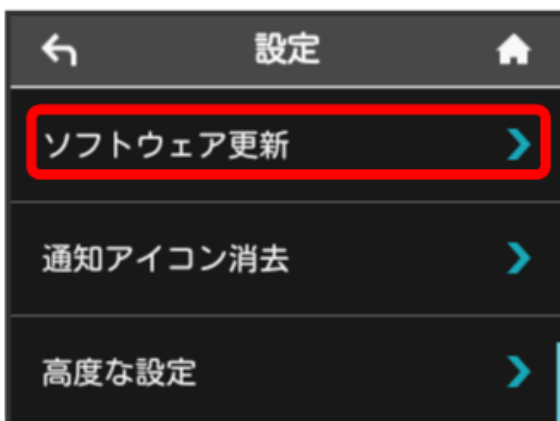 設定
ソフトウェア更新
通知アイコン消去
高度な設定